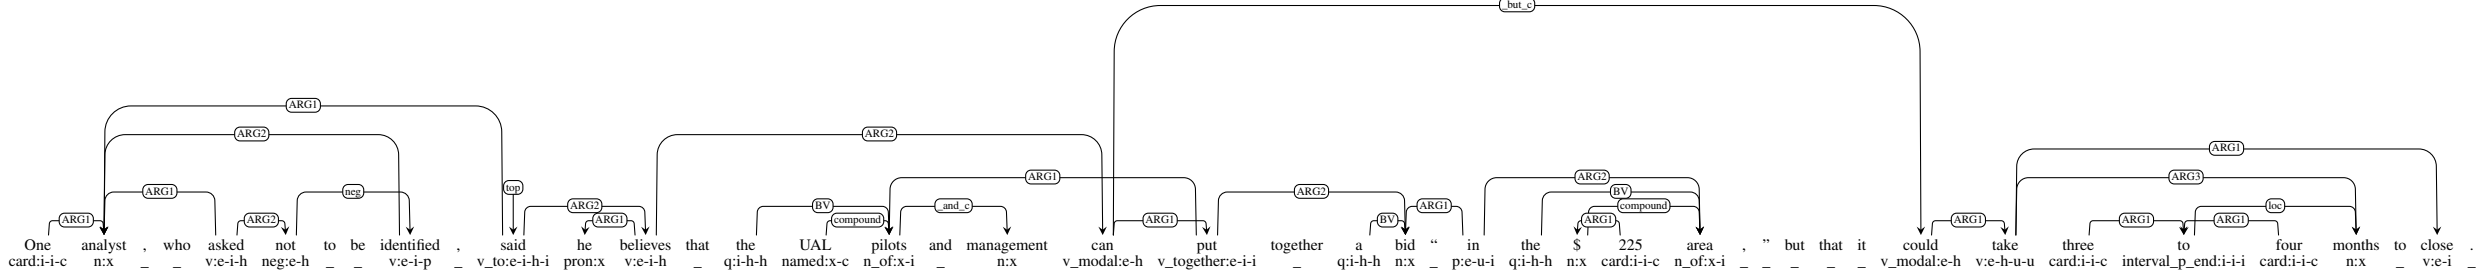 _but_c
ARG1
ARG2 ARG2 ARG1
ARG1 ARG2 ARG3
top
ARG1 neg ARG2 BV
ARG2 BV _and_c ARG1 compound loc
ARG1 ARG2 ARG1 compound ARG1 BV ARG1 ARG1 ARG1 ARG1
One analyst , who asked not to be identified , said he believes that the UAL pilots and management can put together a bid “ in the $ 225 area , ” but that it could take three to four months to close .
card:i-i-c n:x _ _ v:e-i-h neg:e-h _ _ v:e-i-p _ v_to:e-i-h-i pron:x v:e-i-h _ q:i-h-h named:x-c n_of:x-i _ n:x v_modal:e-h v_together:e-i-i _ q:i-h-h n:x _ p:e-u-i q:i-h-h n:x card:i-i-c n_of:x-i _ _ _ _ _ v_modal:e-h v:e-h-u-u card:i-i-c interval_p_end:i-i-i card:i-i-c n:x _ v:e-i _